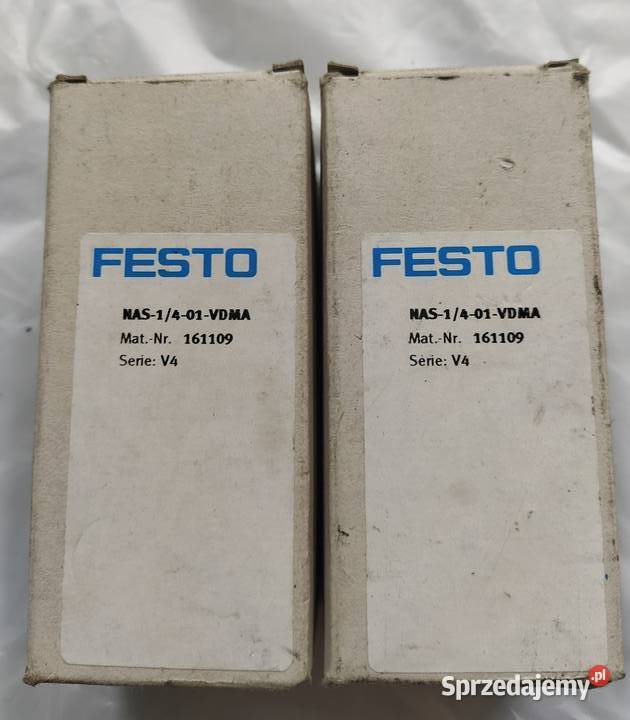 FESTO
NAS-1/4-01-VDMA
Mat.-Nr. 161109
Serie: V4
FESTO
NAS-1/4-01-VDMA
Mat.-Nr. 161109
Serie: V4
Sprzedajemy.pl